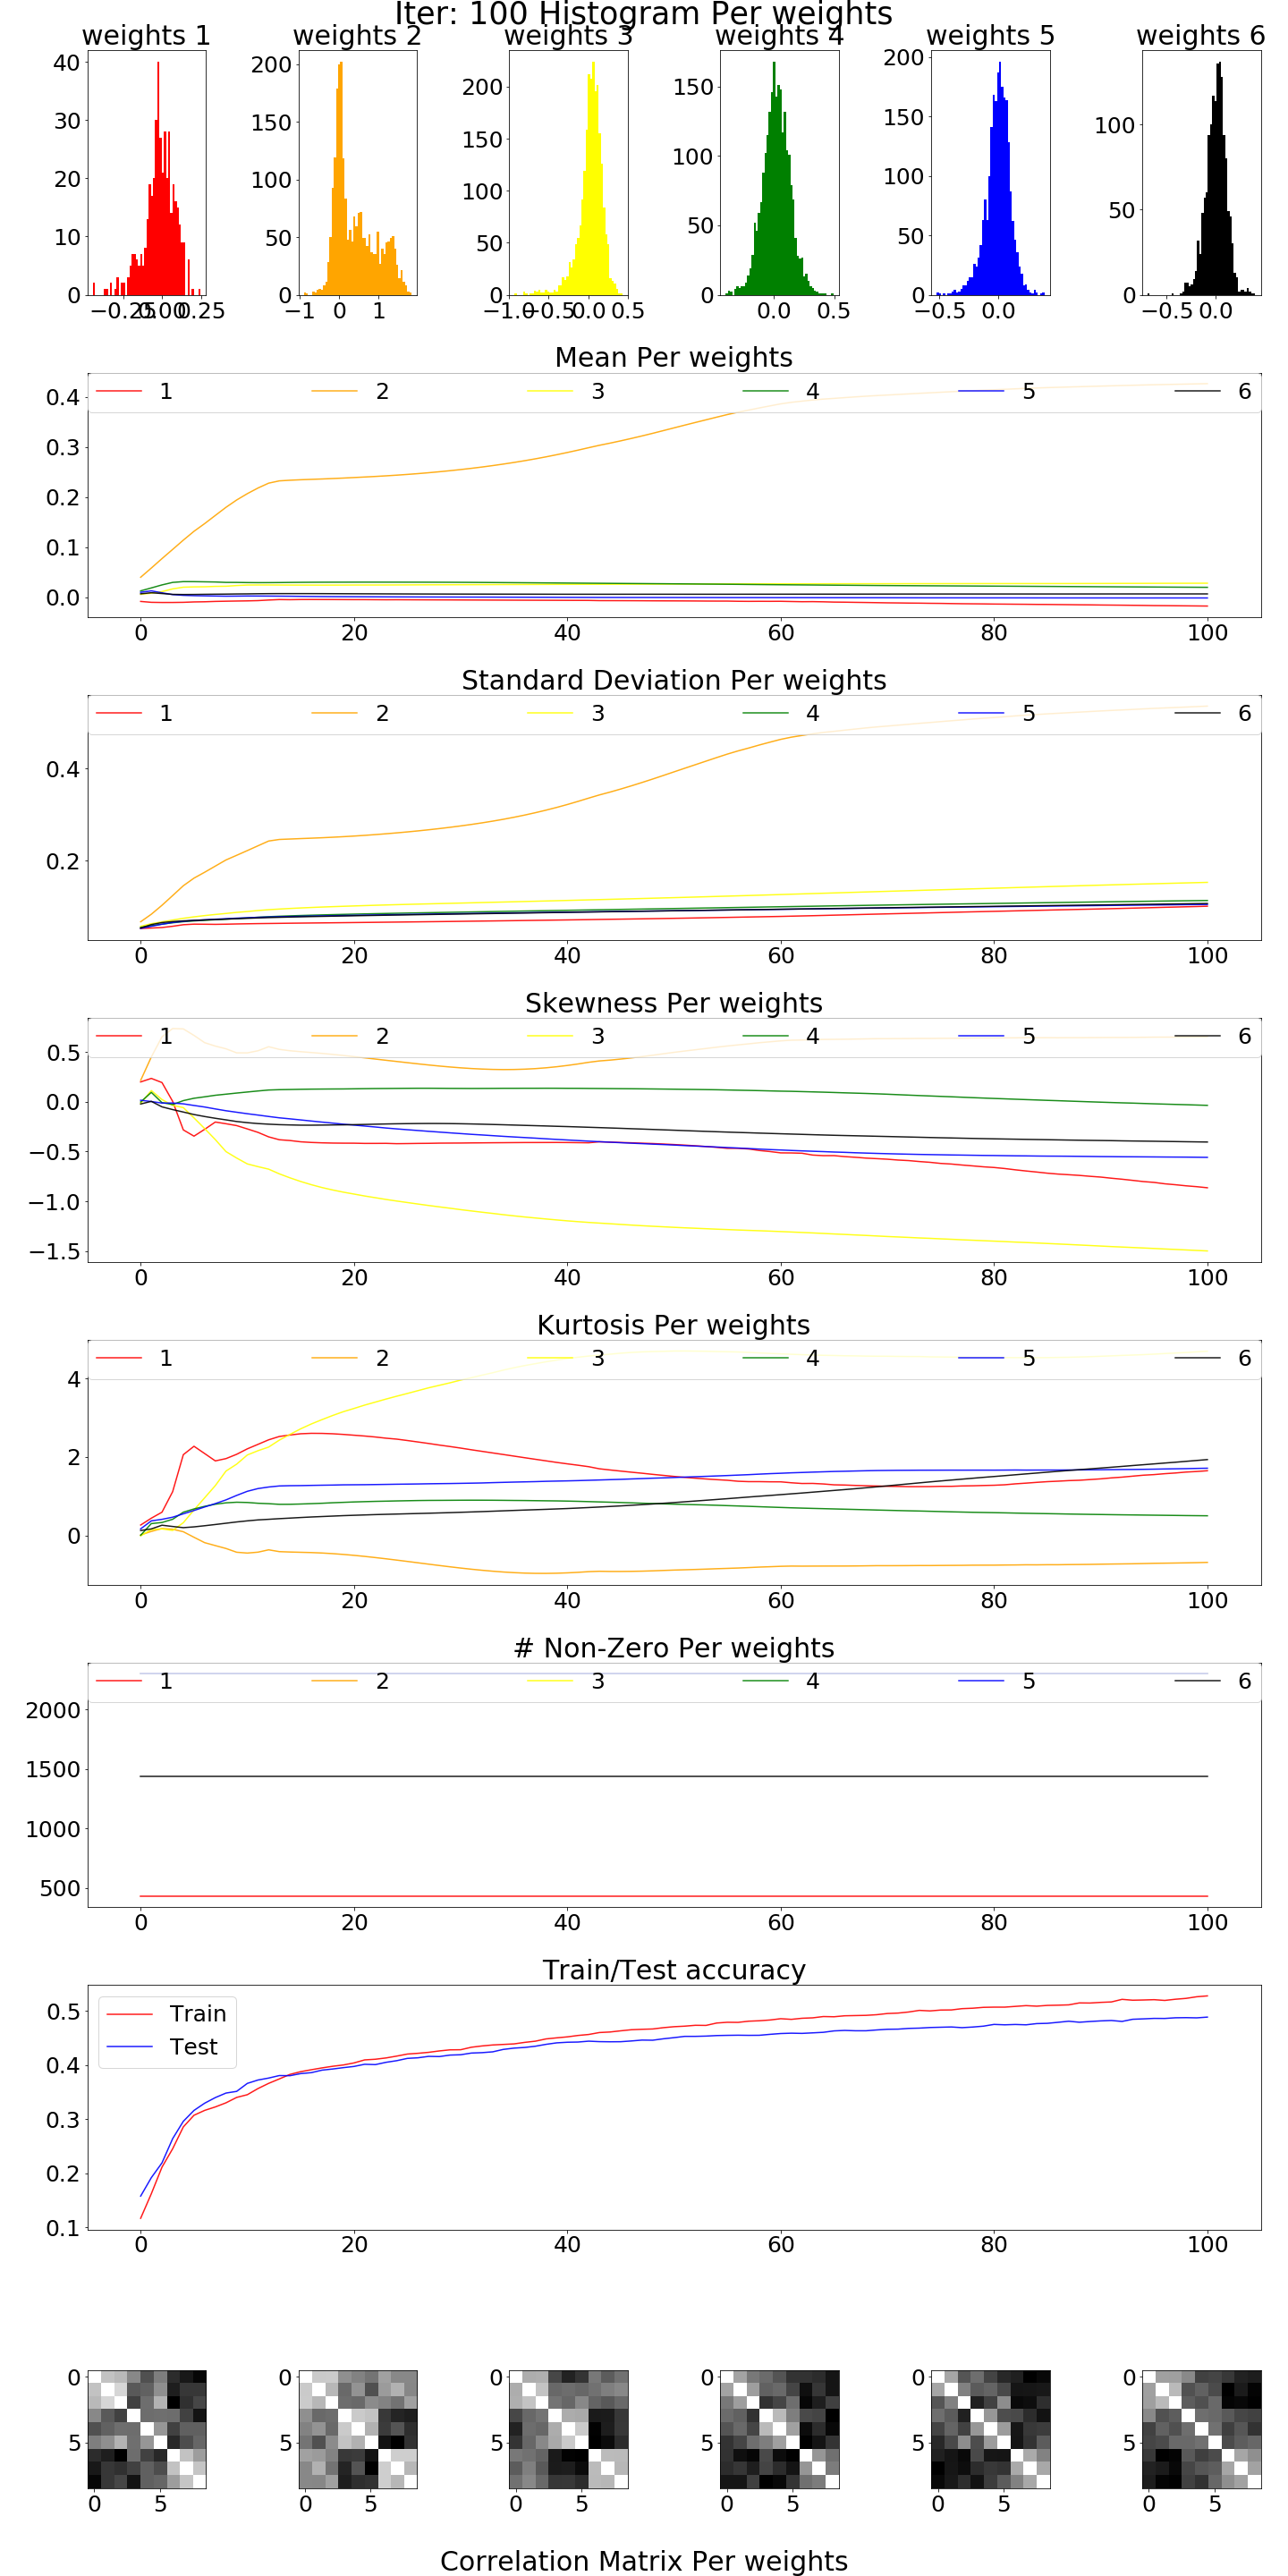 Iter: 100 Histogram Per weights
weights 1 weights 2 weights 3 weights 4 weights 5 weights 6
40
30
20
10
0
−0.25 0.00 0.25
200
150
100
50
0
−1 0 1
200
150
100
50
0
−1.0 −0.5 0.0 0.5
150
100
50
0
0.0 0.5
200
150
100
50
0
−0.5 0.0
100
50
0
−0.5 0.0
Mean Per weights
1 2 3 4 5 6
0.4
0.3
0.2
0.1
0.0
0 20 40 60 80 100
Standard Deviation Per weights
1 2 3 4 5 6
0.4
0.2
0 20 40 60 80 100
Skewness Per weights
1 2 3 4 5 6
0.5
0.0
−0.5
−1.0
−1.5
0 20 40 60 80 100
Kurtosis Per weights
1 2 3 4 5 6
4
2
0
0 20 40 60 80 100
# Non-Zero Per weights
1 2 3 4 5 6
2000
1500
1000
500
0 20 40 60 80 100
Train/Test accuracy
Train
Test
0.5
0.4
0.3
0.2
0.1
0 20 40 60 80 100
0 0 0 0 0 0
5 5 5 5 5 5
0 5 0 5 0 5 0 5 0 5 0 5
Correlation Matrix Per weights